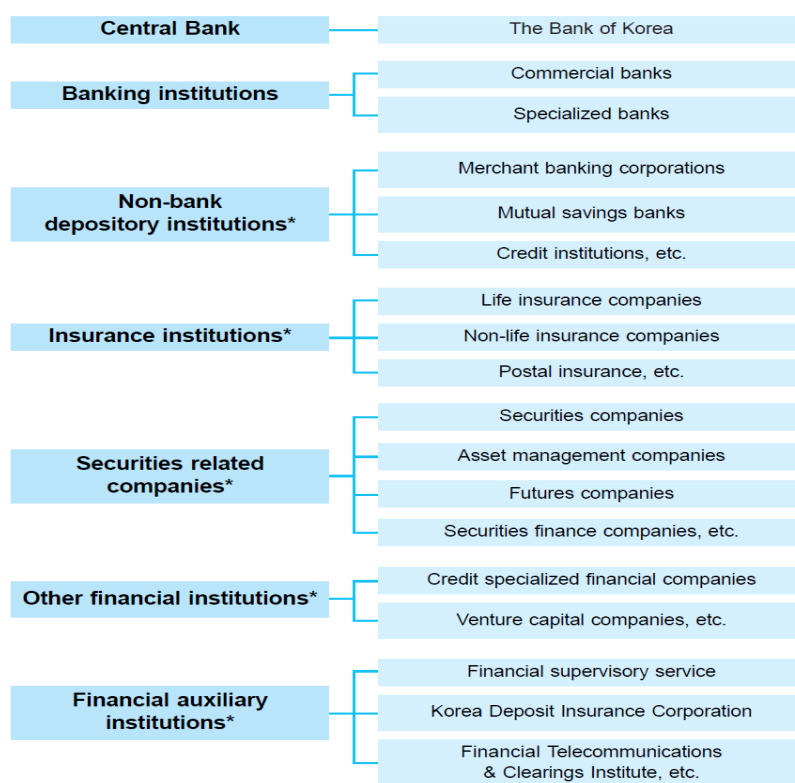 Central Bank
The Bank of Korea
Banking institutions
Commercial banks
Specialized banks
Non-bank
depository institutions*
Merchant banking corporations
Mutual savings banks
Credit institutions, etc.
Insurance institutions*
Life insurance companies
Non-life insurance companies
Postal insurance, etc.
Securities related
companies*
Securities companies
Asset management companies
Futures companies
Securities finance companies, etc.
Other financial institutions*
Credit specialized financial companies
Venture capital companies, etc.
Financial auxiliary
institutions*
Financial supervisory service
Korea Deposit Insurance Corporation
Financial Telecommunications
& Clearings Institute, etc.